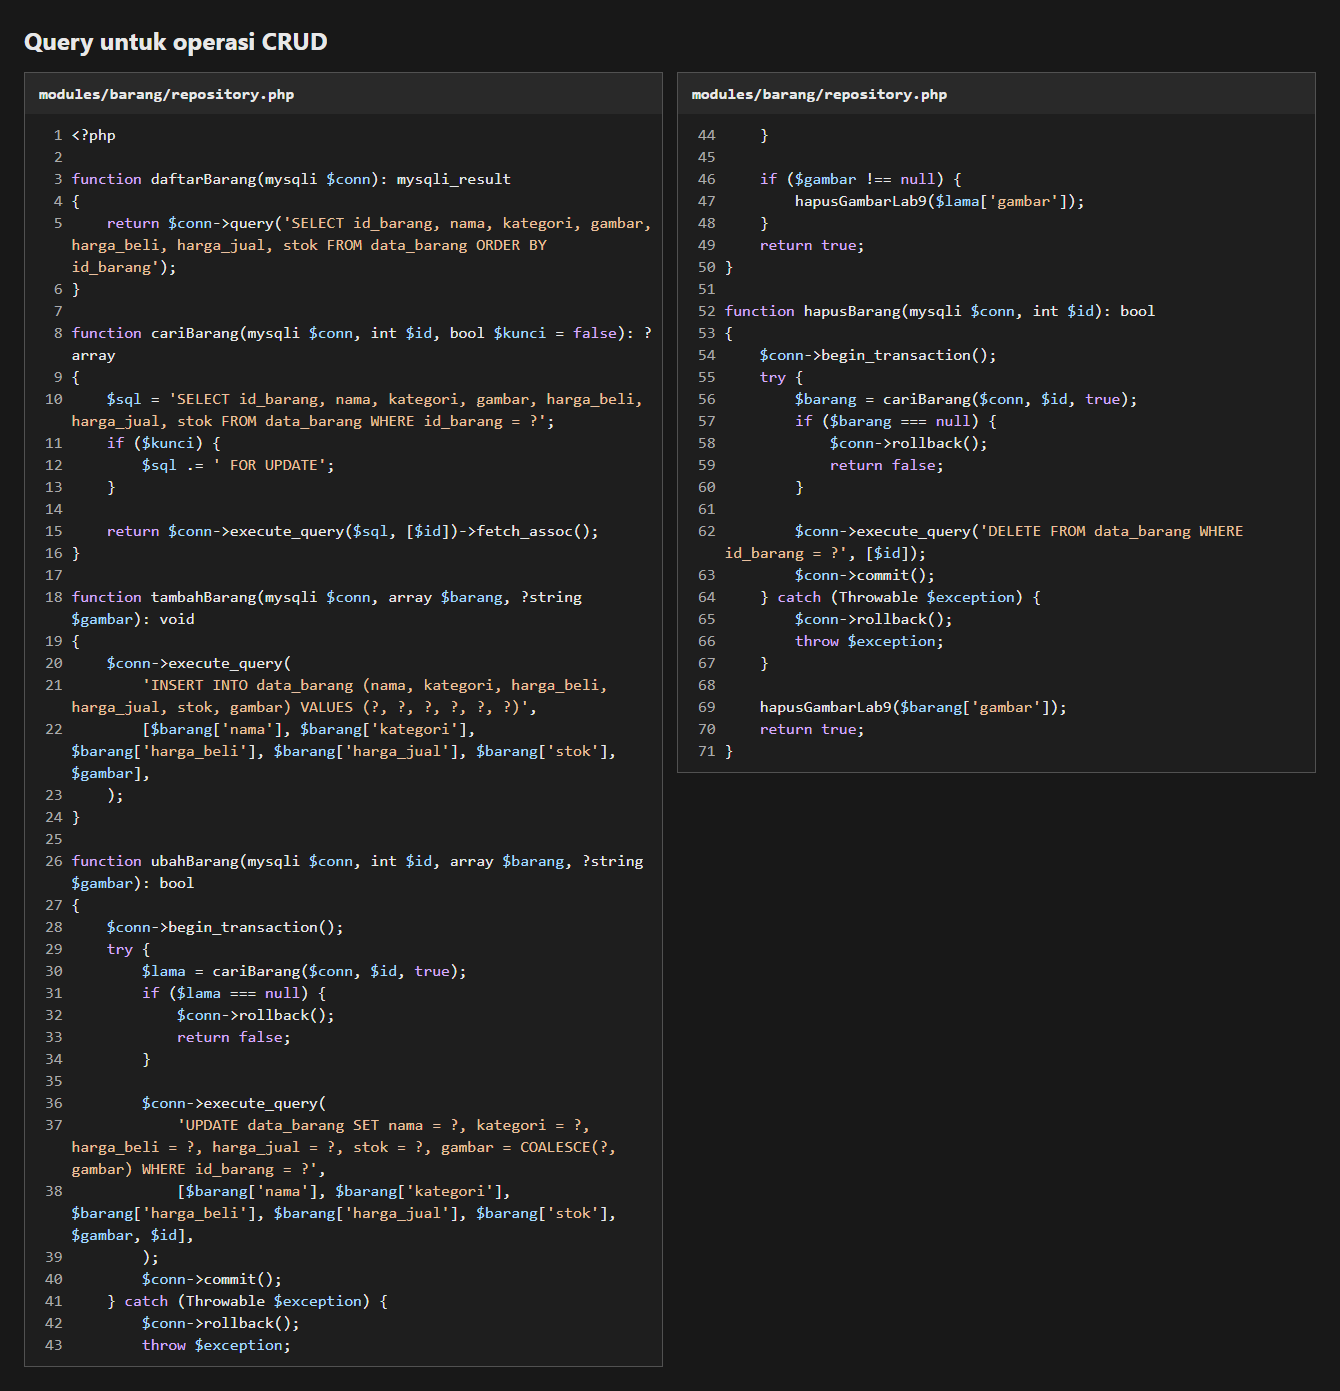 Query untuk operasi CRUD
modules/barang/repository.php
1 <?php
2
3 function daftarBarang(mysqli $conn): mysqli_result
4 {
5     return $conn->query('SELECT id_barang, nama, kategori, gambar,
harga_beli, harga_jual, stok FROM data_barang ORDER BY
id_barang');
6 }
7
8 function cariBarang(mysqli $conn, int $id, bool $kunci = false): ?
array
9 {
10     $sql = 'SELECT id_barang, nama, kategori, gambar, harga_beli,
harga_jual, stok FROM data_barang WHERE id_barang = ?';
11     if ($kunci) {
12         $sql .= ' FOR UPDATE';
13     }
14
15     return $conn->execute_query($sql, [$id])->fetch_assoc();
16 }
17
18 function tambahBarang(mysqli $conn, array $barang, ?string
$gambar): void
19 {
20     $conn->execute_query(
21         'INSERT INTO data_barang (nama, kategori, harga_beli,
harga_jual, stok, gambar) VALUES (?, ?, ?, ?, ?, ?)',
22         [$barang['nama'], $barang['kategori'],
$barang['harga_beli'], $barang['harga_jual'], $barang['stok'],
$gambar],
23     );
24 }
25
26 function ubahBarang(mysqli $conn, int $id, array $barang, ?string
$gambar): bool
27 {
28     $conn->begin_transaction();
29     try {
30         $lama = cariBarang($conn, $id, true);
31         if ($lama === null) {
32             $conn->rollback();
33             return false;
34         }
35
36         $conn->execute_query(
37             'UPDATE data_barang SET nama = ?, kategori = ?,
harga_beli = ?, harga_jual = ?, stok = ?, gambar = COALESCE(?,
gambar) WHERE id_barang = ?',
38             [$barang['nama'], $barang['kategori'],
$barang['harga_beli'], $barang['harga_jual'], $barang['stok'],
$gambar, $id],
39         );
40         $conn->commit();
41     } catch (Throwable $exception) {
42         $conn->rollback();
43         throw $exception;
modules/barang/repository.php
44     }
45
46     if ($gambar !== null) {
47         hapusGambarLab9($lama['gambar']);
48     }
49     return true;
50 }
51
52 function hapusBarang(mysqli $conn, int $id): bool
53 {
54     $conn->begin_transaction();
55     try {
56         $barang = cariBarang($conn, $id, true);
57         if ($barang === null) {
58             $conn->rollback();
59             return false;
60         }
61
62         $conn->execute_query('DELETE FROM data_barang WHERE
id_barang = ?', [$id]);
63         $conn->commit();
64     } catch (Throwable $exception) {
65         $conn->rollback();
66         throw $exception;
67     }
68
69     hapusGambarLab9($barang['gambar']);
70     return true;
71 }